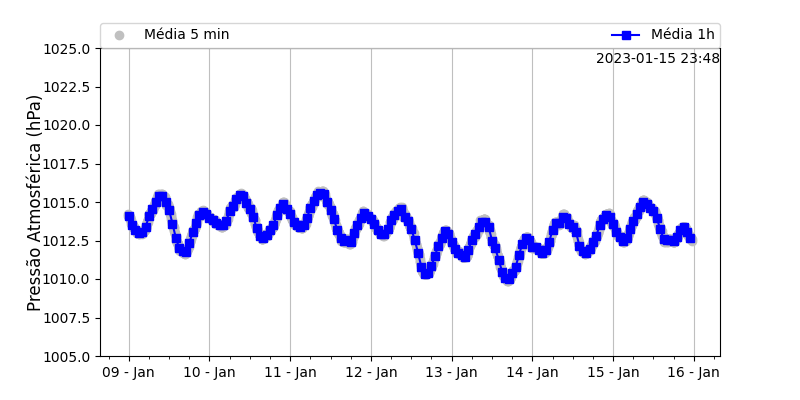 Média 5 min
Média 1h
2023-01-15 23:48
Pressão Atmosférica (hPa)
1025.0
1022.5
1020.0
1017.5
1015.0
1012.5
1010.0
1007.5
1005.0
09 - Jan
10 - Jan
11 - Jan
12 - Jan
13 - Jan
14 - Jan
15 - Jan
16 - Jan